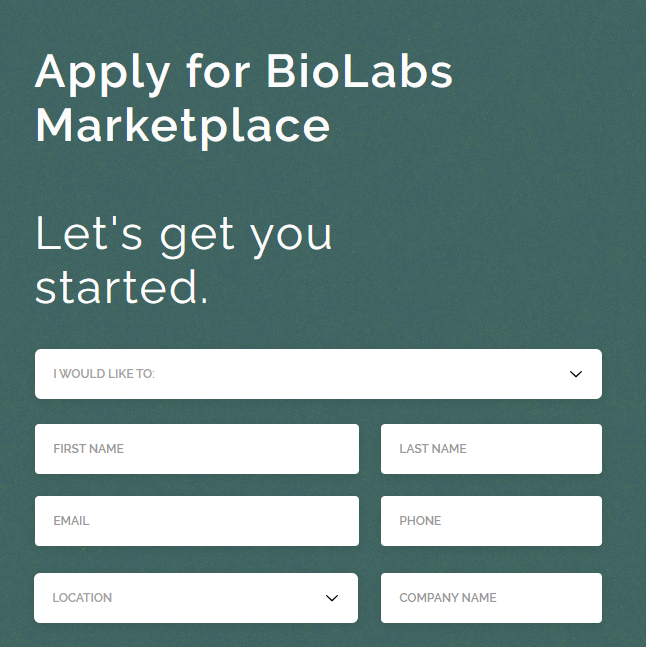 Apply for BioLabs
Marketplace
Let's get you
started.
I WOULD LIKE TO:
FIRST NAME
LAST NAME
EMAIL
PHONE
LOCATION
COMPANY NAME